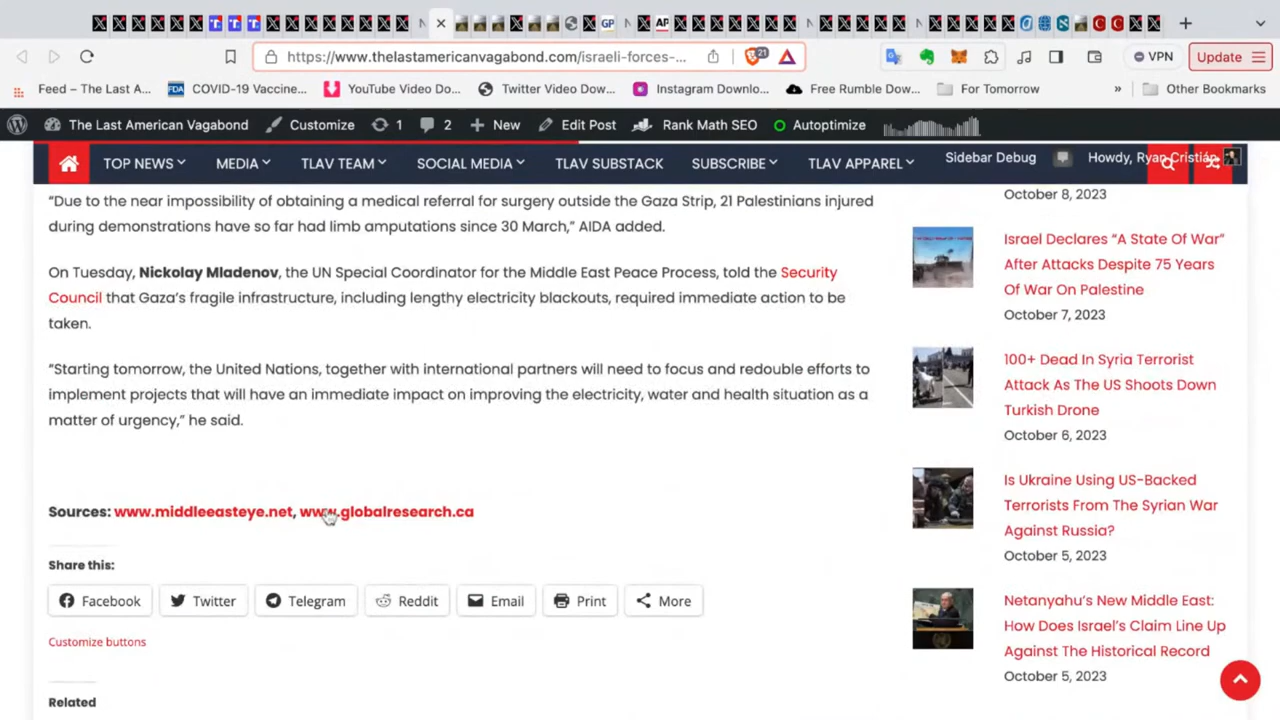 GP
AP
https://www.thelastamericanvagabond.com/israeli-forces-...
21
VPN
Update
Feed – The Last A...
FDA
COVID-19 Vaccine...
YouTube Video Do...
Twitter Video Dow...
Instagram Downlo...
Free Rumble Dow...
For Tomorrow
»
Other Bookmarks
The Last American Vagabond
Customize
1
2
New
Edit Post
Rank Math SEO
Autoptimize
TOP NEWS
MEDIA
TLAV TEAM
SOCIAL MEDIA
TLAV SUBSTACK
SUBSCRIBE
TLAV APPAREL
Sidebar Debug
Howdy, Ryan Cristián
“Due to the near impossibility of obtaining a medical referral for surgery outside the Gaza Strip, 21 Palestinians injured
during demonstrations have so far had limb amputations since 30 March,” AIDA added.
On Tuesday, Nickolay Mladenov, the UN Special Coordinator for the Middle East Peace Process, told the Security
Council that Gaza’s fragile infrastructure, including lengthy electricity blackouts, required immediate action to be
taken.
“Starting tomorrow, the United Nations, together with international partners will need to focus and redouble efforts to
implement projects that will have an immediate impact on improving the electricity, water and health situation as a
matter of urgency,” he said.
Sources: www.middleeasteye.net, www.globalresearch.ca
Share this:
Facebook
Twitter
Telegram
Reddit
Email
Print
More
Customize buttons
Related
October 8, 2023
Israel Declares “A State Of War”
After Attacks Despite 75 Years
Of War On Palestine
October 7, 2023
100+ Dead In Syria Terrorist
Attack As The US Shoots Down
Turkish Drone
October 6, 2023
Is Ukraine Using US-Backed
Terrorists From The Syrian War
Against Russia?
October 5, 2023
Netanyahu’s New Middle East:
How Does Israel’s Claim Line Up
Against The Historical Record
October 5, 2023